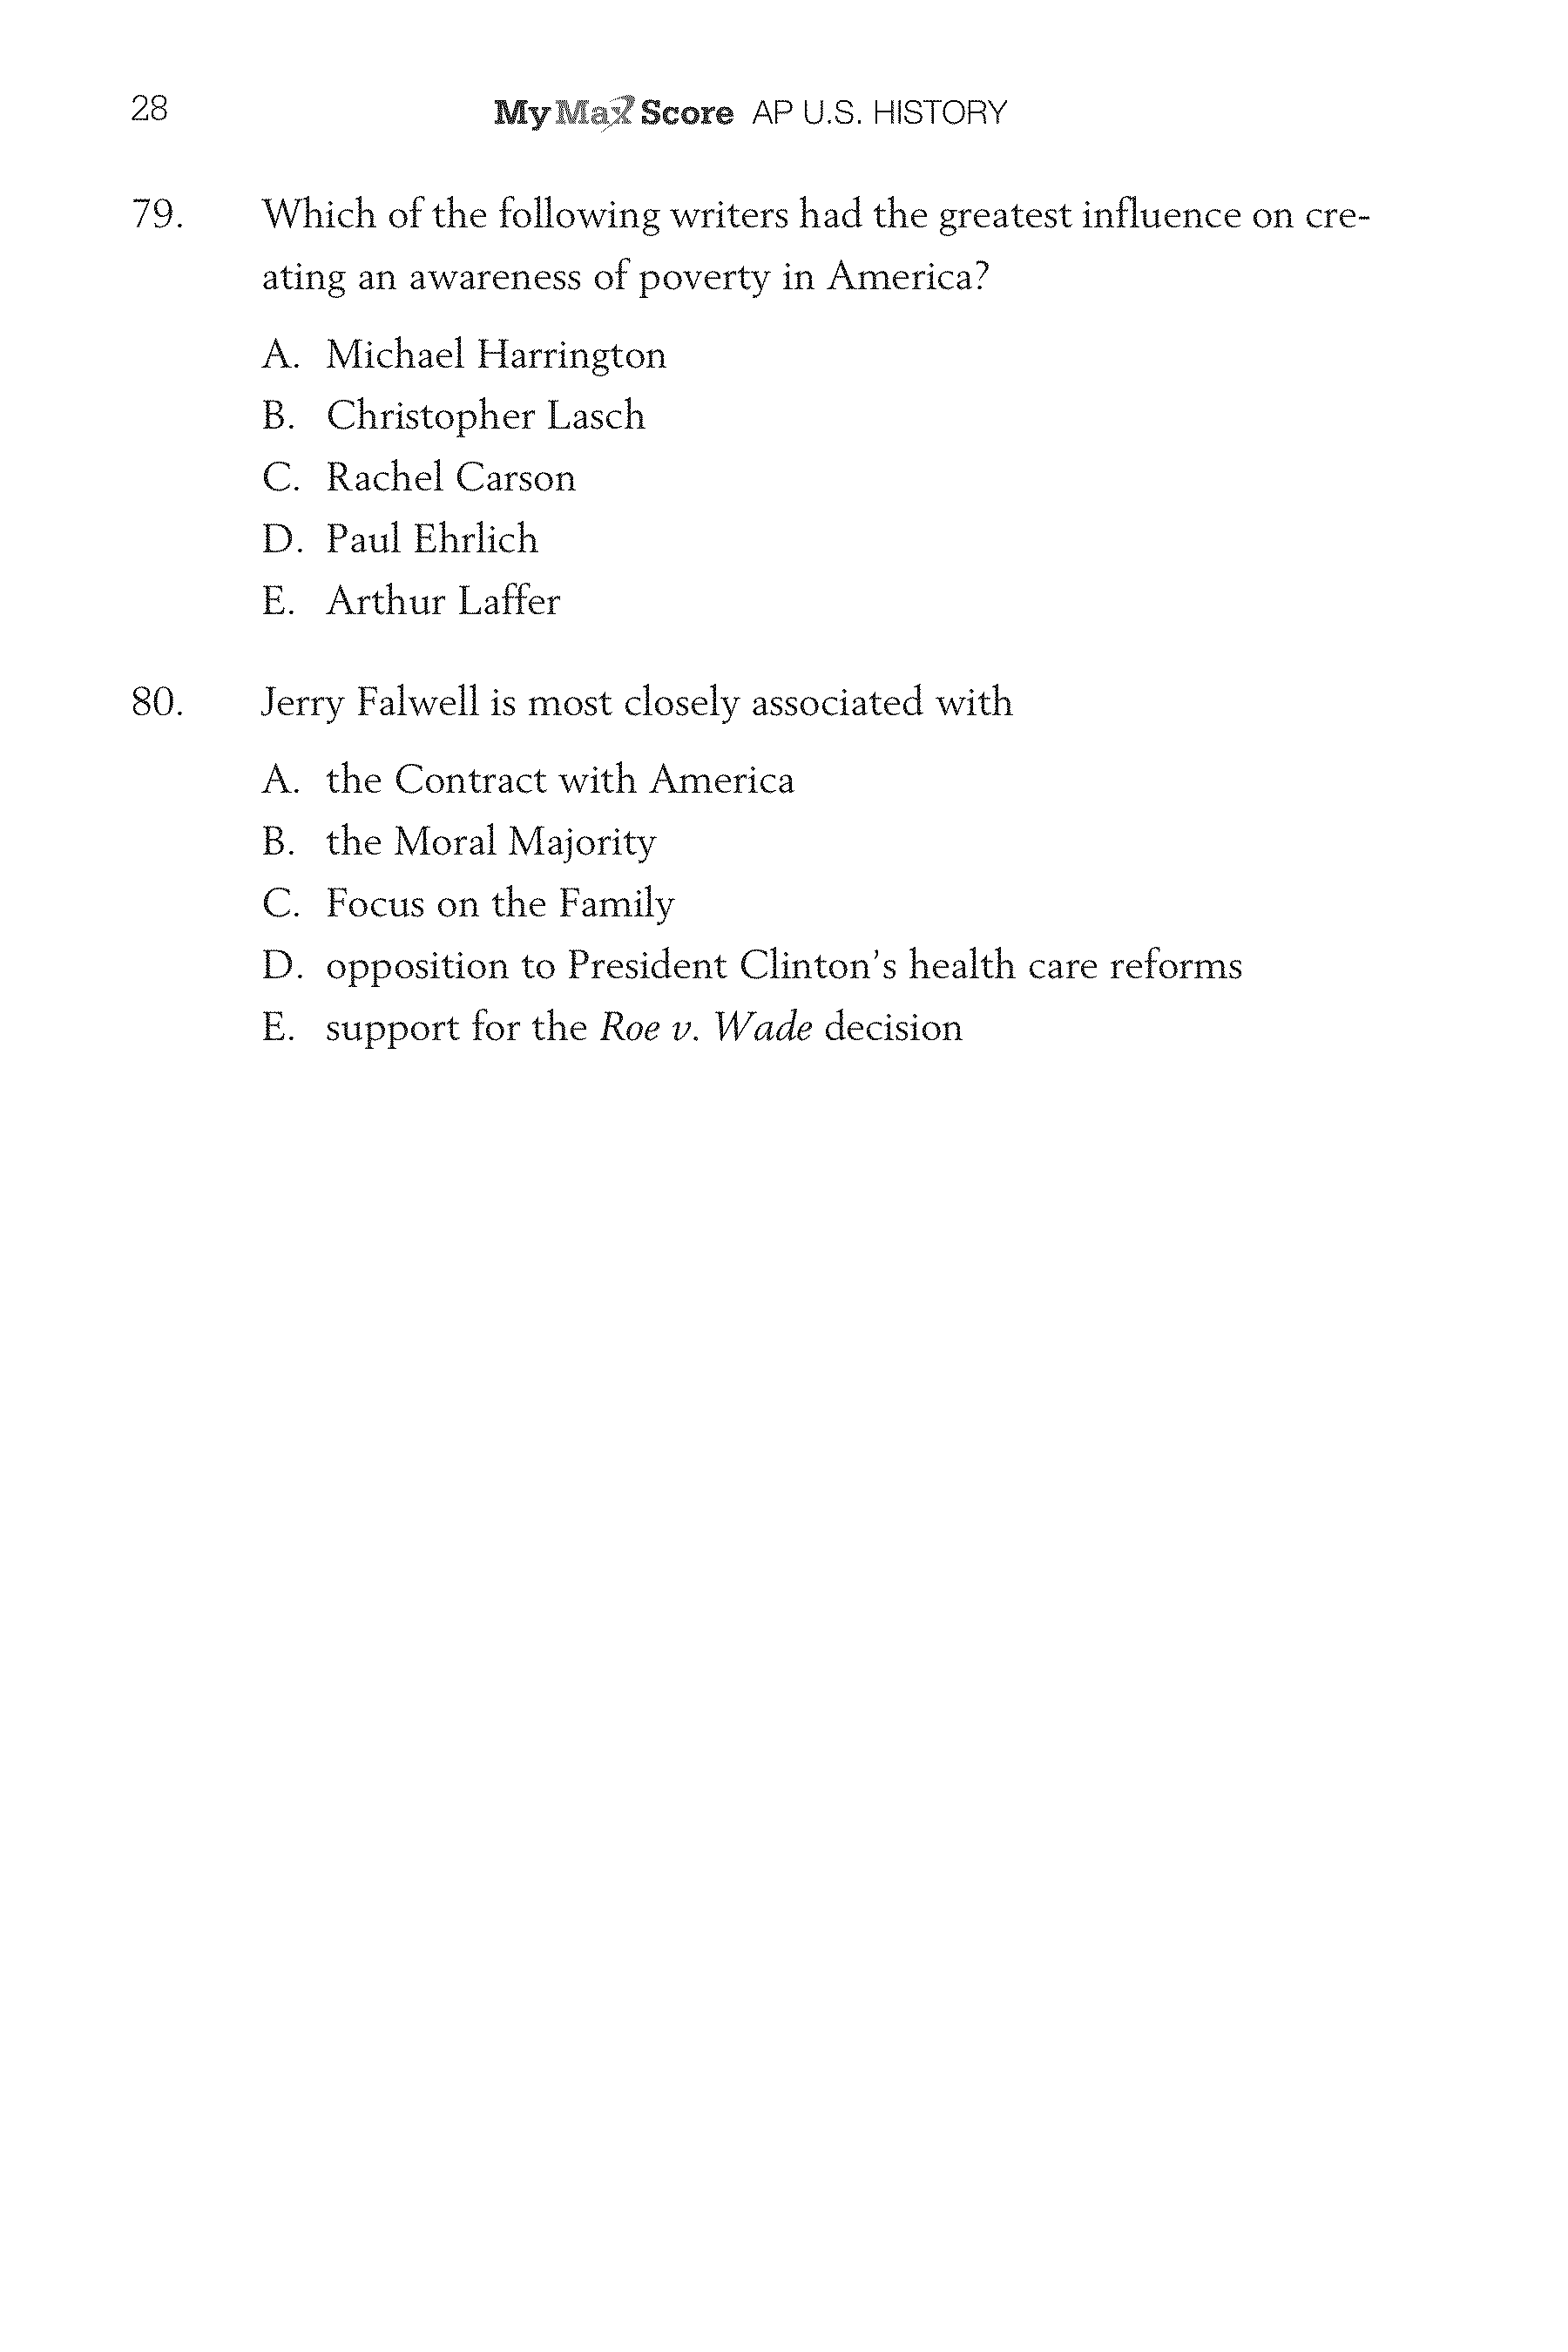 28
MyMax Score AP U.S. HISTORY
79. Which of the following writers had the greatest influence on cre-
ating an awareness of poverty in America?
A. Michael Harrington
B. Christopher Lasch
C. Rachel Carson
D. Paul Ehrlich
E. Arthur Laffer
80. Jerry Falwell is most closely associated with
A. the Contract with America
B. the Moral Majority
C. Focus on the Family
D. opposition to President Clinton’s health care reforms
E. support for the Roe v. Wade decision